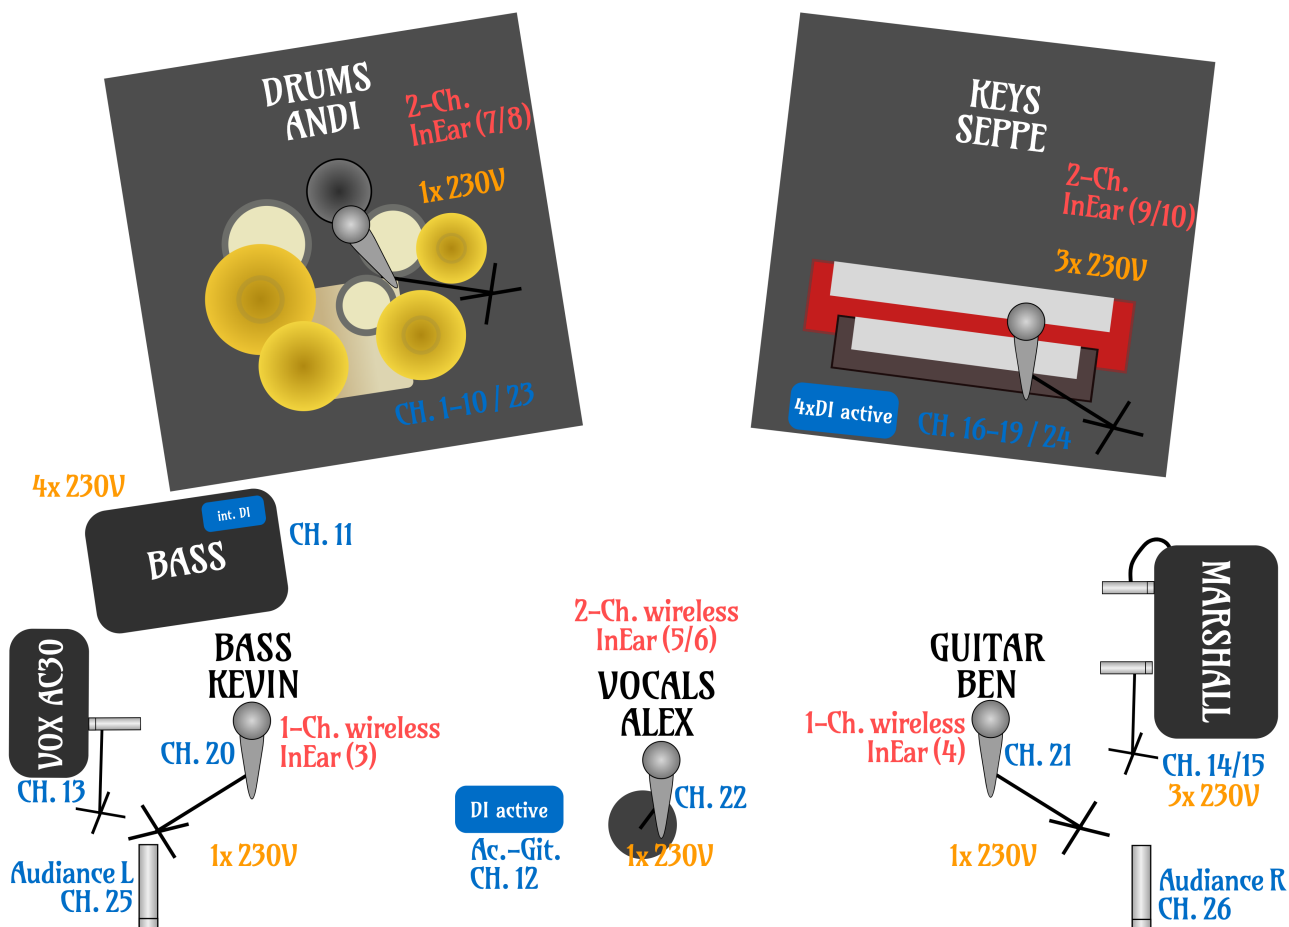 DRUMS
ANDI
2-Ch.
InEar (7/8)
1x 230V
CH. 1-10 / 23
KEYS
SEPPE
2-Ch.
InEar (9/10)
3x 230V
4xDI active
CH. 16-19 / 24
4x 230V
int. DI
BASS
CH. 11
VOX AC30
CH. 13
BASS
KEVIN
CH. 20
1-Ch. wireless
InEar (3)
1x 230V
Audiance L
CH. 25
2-Ch. wireless
InEar (5/6)
VOCALS
ALEX
CH. 22
DI active
Ac.-Git.
CH. 12
1x 230V
GUITAR
BEN
1-Ch. wireless
InEar (4)
CH. 21
1x 230V
MARSHALL
CH. 14/15
3x 230V
Audiance R
CH. 26